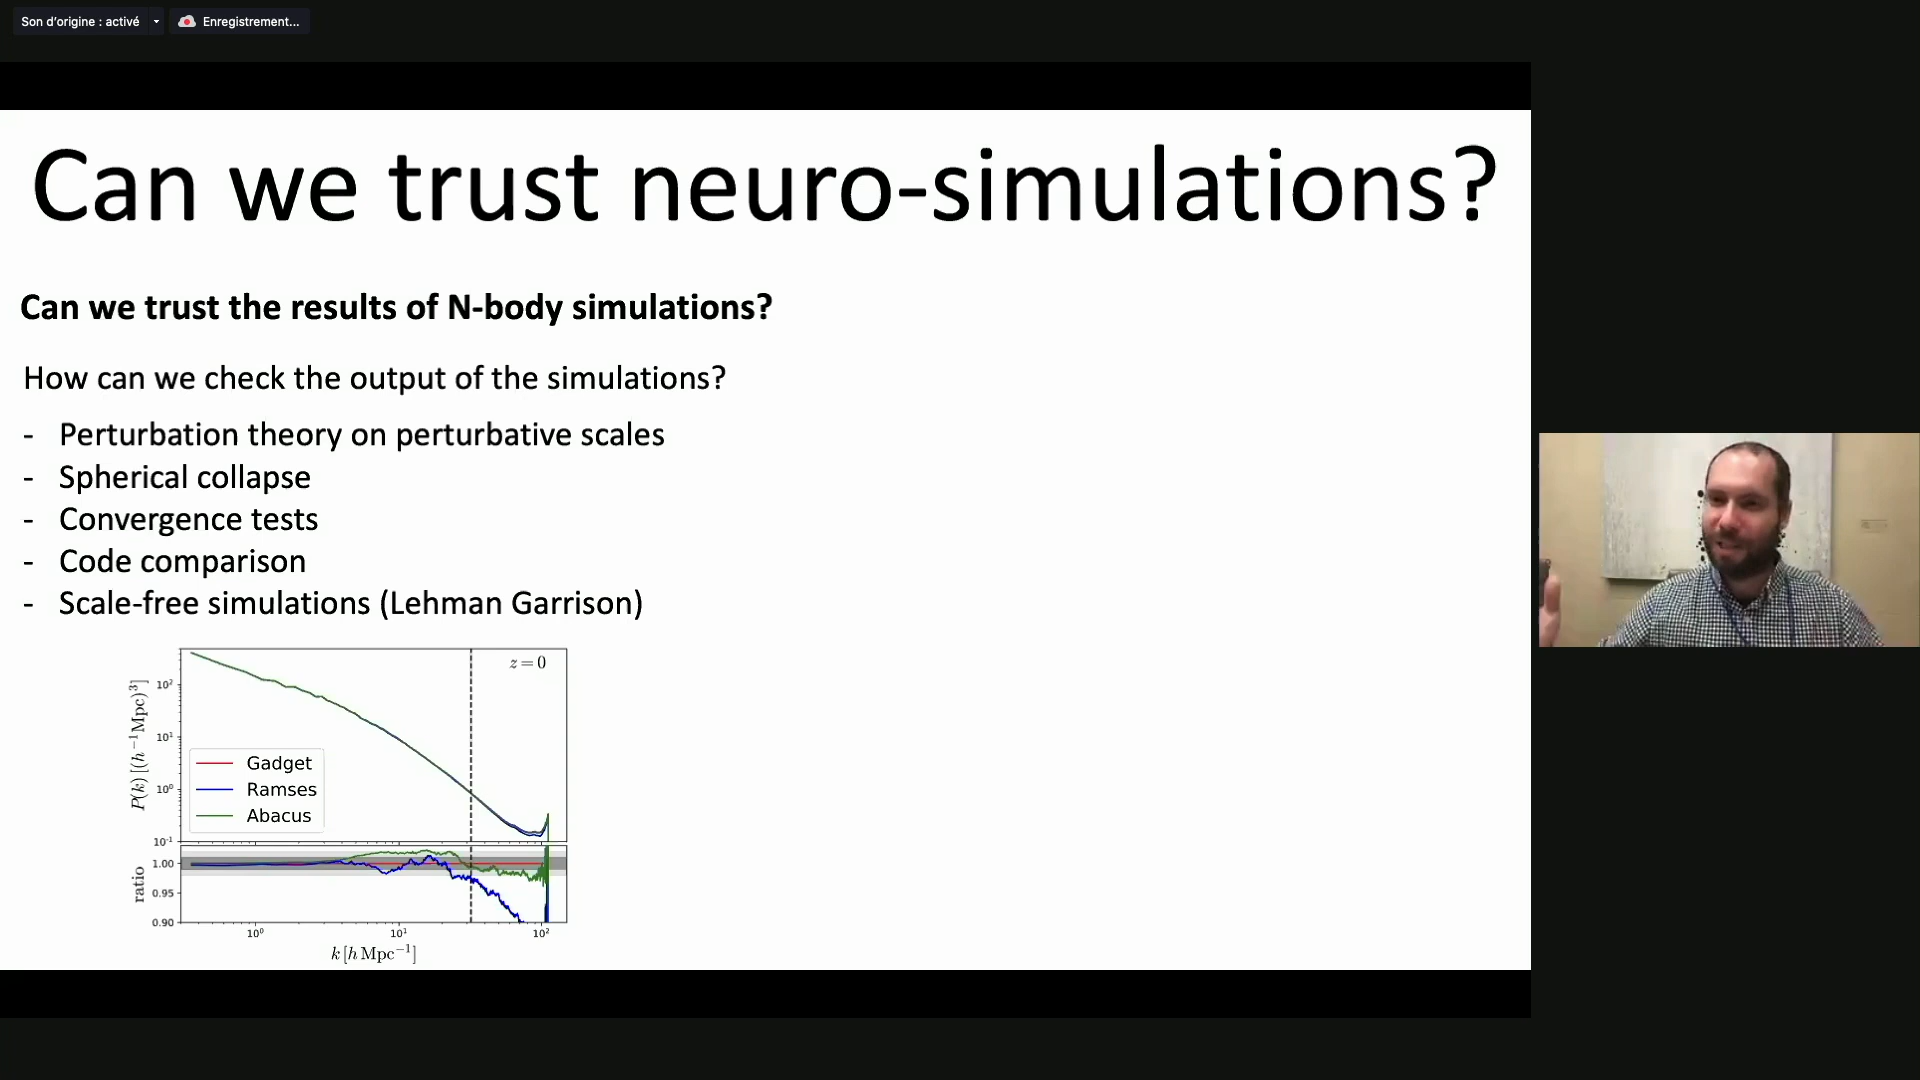 Son d'origine : activé
Enregistrement...
Can we trust neuro-simulations?
Can we trust the results of N-body simulations?
How can we check the output of the simulations?
- Perturbation theory on perturbative scales
- Spherical collapse
- Convergence tests
- Code comparison
- Scale-free simulations (Lehman Garrison)
z = 0
P(k) [(h⁻¹Mpc)³]
10²
10¹
10⁰
10⁻¹
Gadget
Ramses
Abacus
ratio
1.00
0.95
0.90
10⁰ 10¹ 10²
k [h Mpc⁻¹]